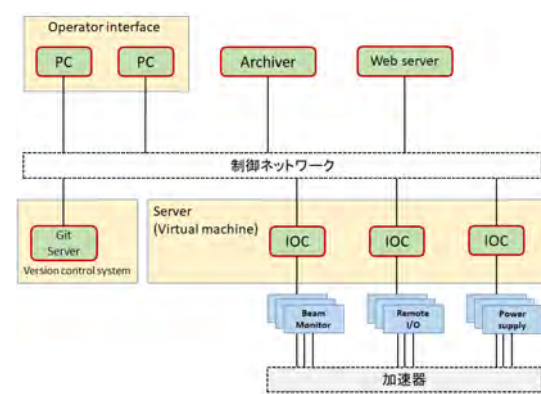 Operator interface
PC
PC
Archiver
Web server
制御ネットワーク
Git
Server
Version control system
Server
(Virtual machine)
IOC
IOC
IOC
Beam
Monitor
Remote
I/O
Power
supply
加速器